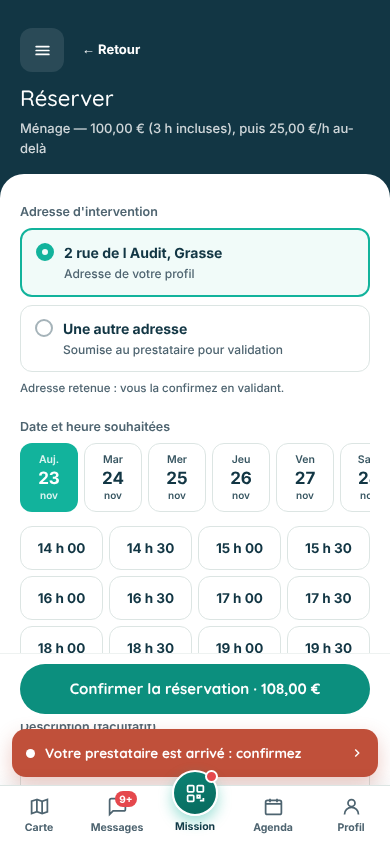 ← Retour
Réserver
Ménage — 100,00 € (3 h incluses), puis 25,00 €/h au-
delà
Adresse d'intervention
2 rue de l Audit, Grasse
Adresse de votre profil
Une autre adresse
Soumise au prestataire pour validation
Adresse retenue : vous la confirmez en validant.
Date et heure souhaitées
Auj. Mar Mer Jeu Ven Sa
23 24 25 26 27 2
nov nov nov nov nov no
14 h 00 14 h 30 15 h 00 15 h 30
16 h 00 16 h 30 17 h 00 17 h 30
18 h 00 18 h 30 19 h 00 19 h 30
Confirmer la réservation · 108,00 €
Description (facultatif)
Votre prestataire est arrivé : confirmez
9+
Carte Messages Mission Agenda Profil